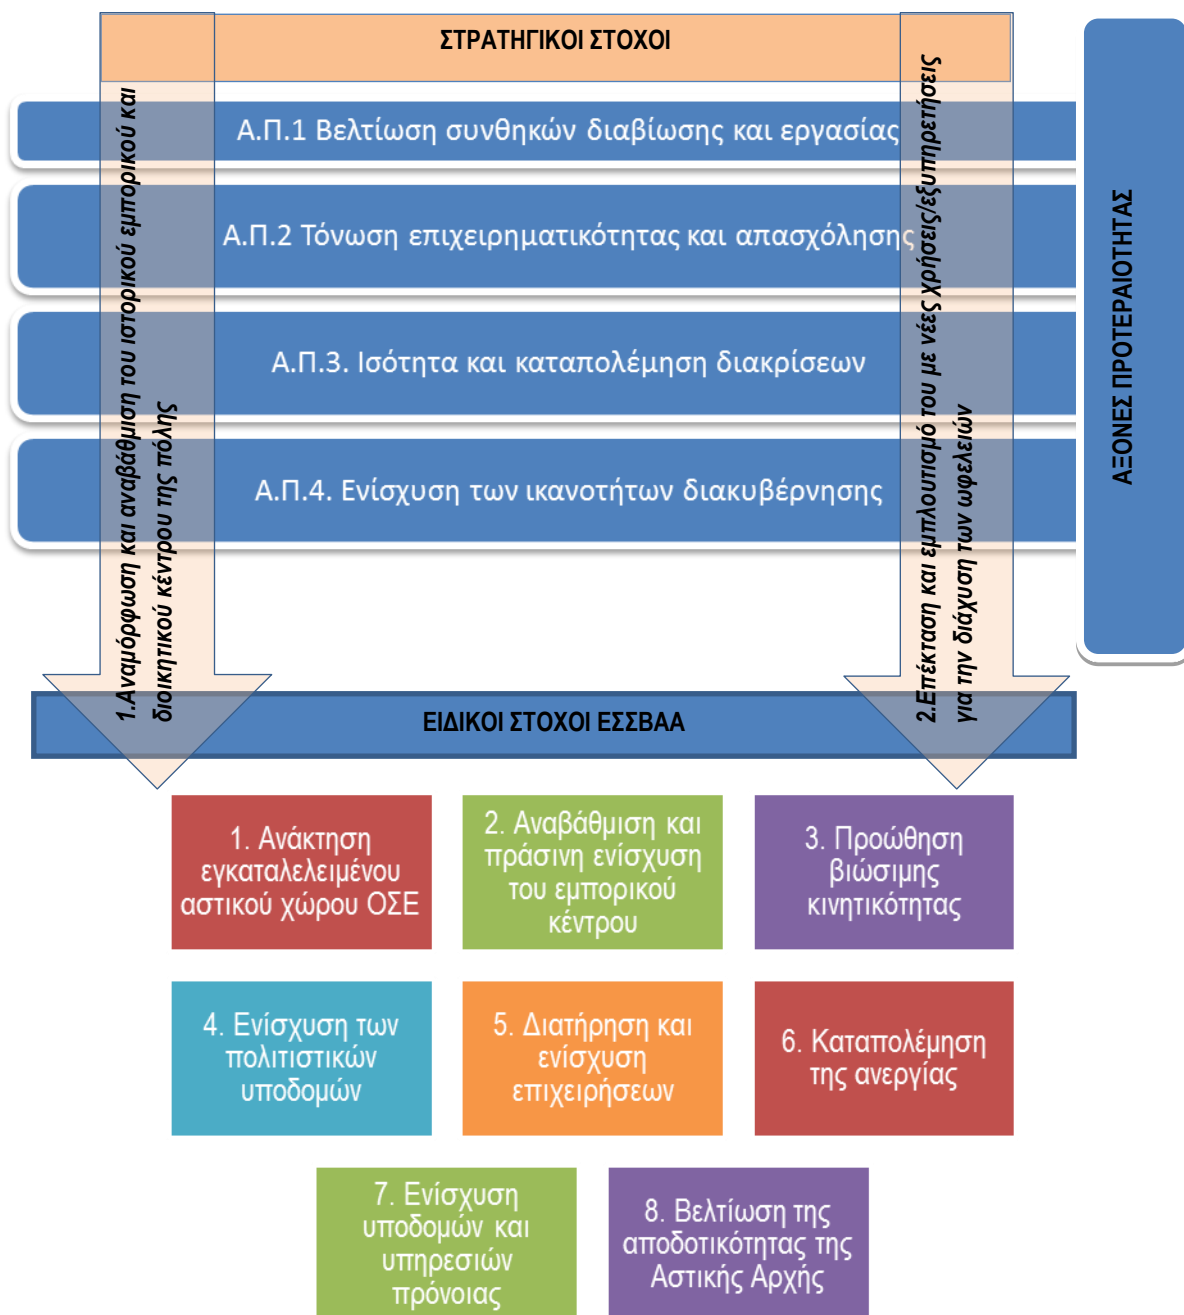 ΣΤΡΑΤΗΓΙΚΟΙ ΣΤΟΧΟΙ
Α.Π.1 Βελτίωση συνθηκών διαβίωσης και εργασίας
Α.Π.2 Τόνωση επιχειρηματικότητας και απασχόλησης
Α.Π.3. Ισότητα και καταπολέμηση διακρίσεων
Α.Π.4. Ενίσχυση των ικανοτήτων διακυβέρνησης
1.Αναμόρφωση και αναβάθμιση του ιστορικού εμπορικού και
διοικητικού κέντρου της πόλης
2.Επέκταση και εμπλουτισμό του με νέες χρήσεις/εξυπηρετήσεις
για την διάχυση των ωφελειών
ΑΞΟΝΕΣ ΠΡΟΤΕΡΑΙΟΤΗΤΑΣ
ΕΙΔΙΚΟΙ ΣΤΟΧΟΙ ΕΣΣΒΑΑ
1. Ανάκτηση
εγκαταλελειμένου
αστικού χώρου ΟΣΕ
2. Αναβάθμιση και
πράσινη ενίσχυση
του εμπορικού
κέντρου
3. Προώθηση
βιώσιμης
κινητικότητας
4. Ενίσχυση των
πολιτιστικών
υποδομών
5. Διατήρηση και
ενίσχυση
επιχειρήσεων
6. Καταπολέμηση
της ανεργίας
7. Ενίσχυση
υποδομών και
υπηρεσιών
πρόνοιας
8. Βελτίωση της
αποδοτικότητας της
Αστικής Αρχής